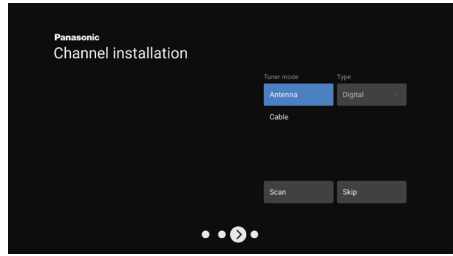 Panasonic
Channel installation
Tuner mode Type
Antenna Digital
Cable
Scan Skip